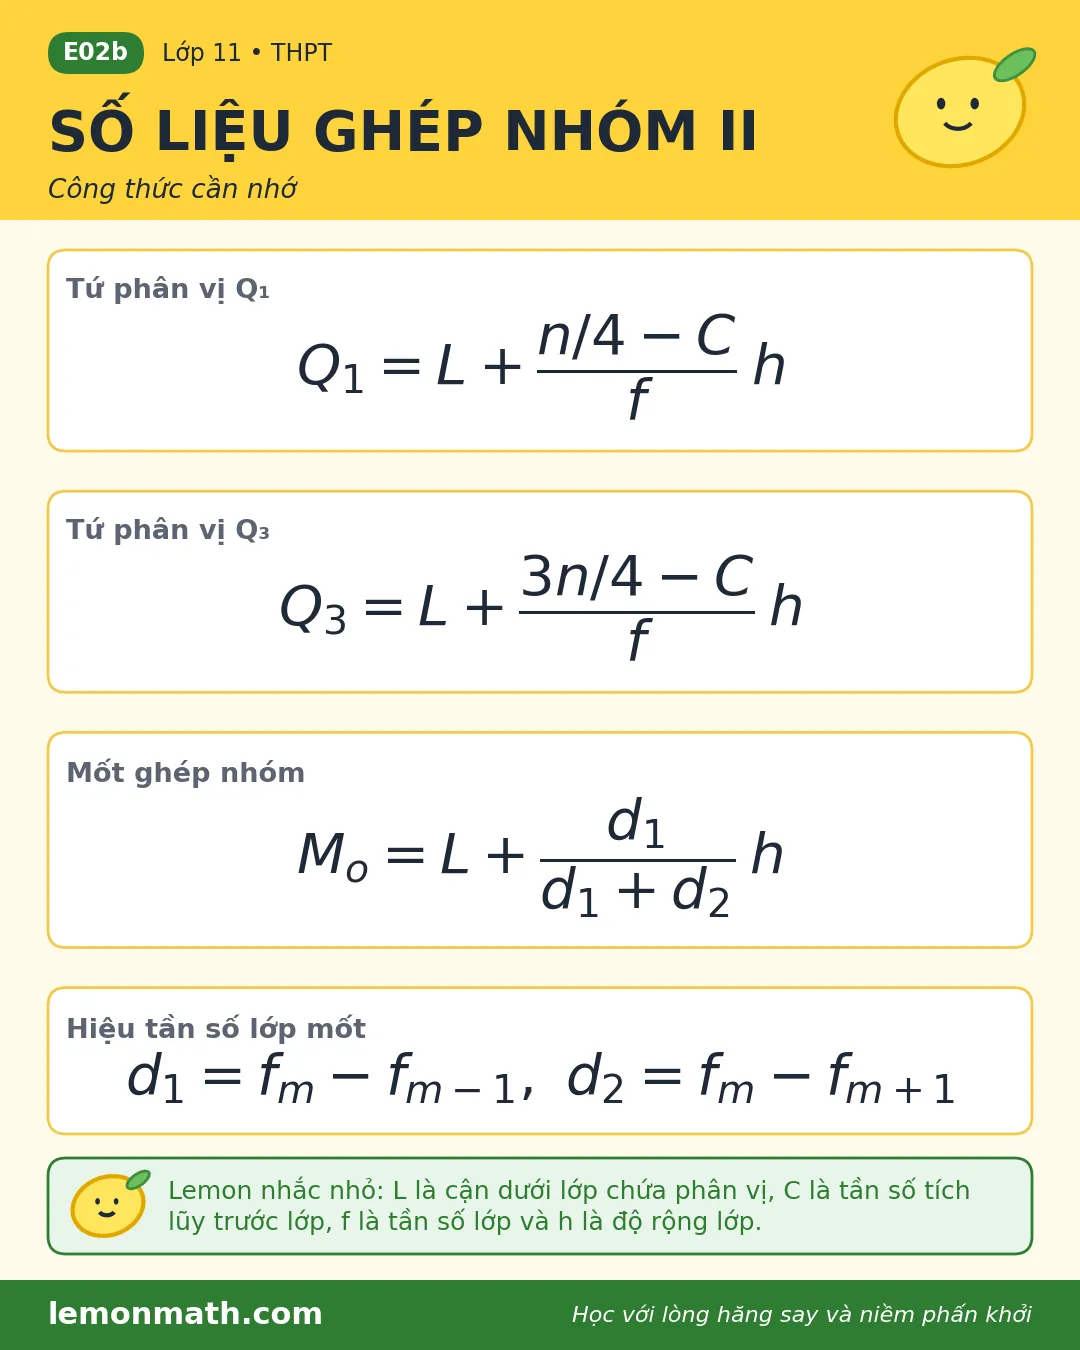 E02b Lớp 11 • THPT
SỐ LIỆU GHÉP NHÓM II
Công thức cần nhớ
Tứ phân vị Q₁
Q₁ = L + (n/4 − C)/f h
Tứ phân vị Q₃
Q₃ = L + (3n/4 − C)/f h
Mốt ghép nhóm
Mₒ = L + d₁/(d₁ + d₂) h
Hiệu tần số lớp mốt
d₁ = fₘ − fₘ₋₁, d₂ = fₘ − fₘ₊₁
Lemon nhắc nhỏ: L là cận dưới lớp chứa phân vị, C là tần số tích
lũy trước lớp, f là tần số lớp và h là độ rộng lớp.
lemonmath.com
Học với lòng hăng say và niềm phấn khởi